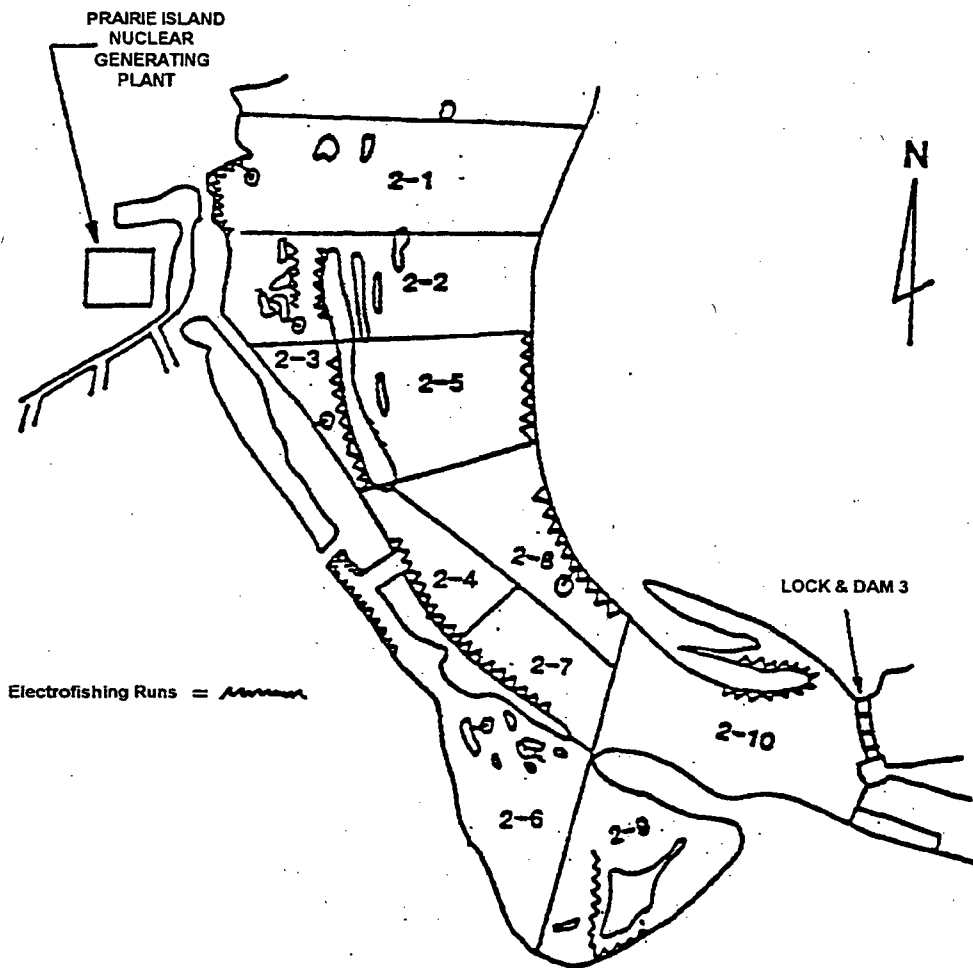 PRAIRIE ISLAND
NUCLEAR
GENERATING
PLANT
N
2-1
2-2
2-3
2-5
2-8
2-4
LOCK & DAM 3
2-7
Electrofishing Runs =
2-10
2-6
2-9